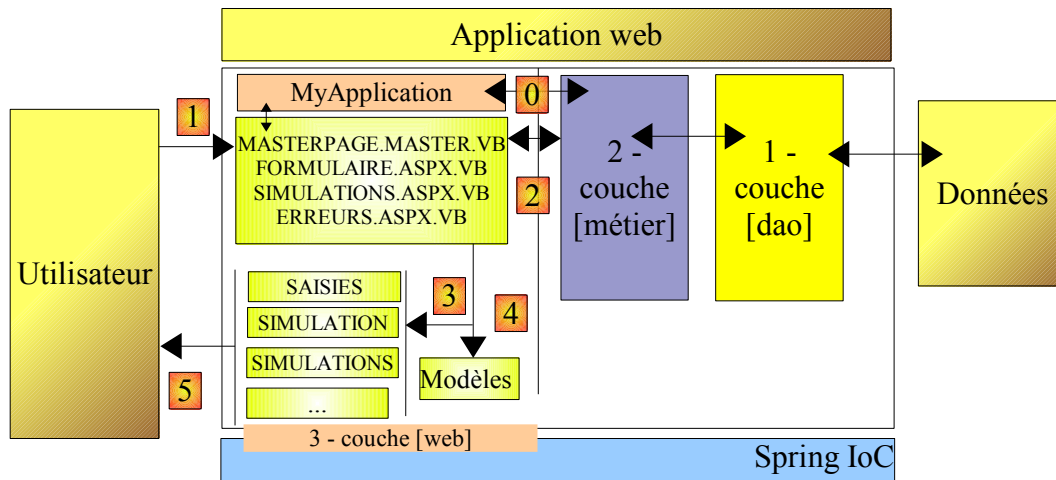 Application web
MyApplication
0
1
MASTERPAGE.MASTER.VB
FORMULAIRE.ASPX.VB
SIMULATIONS.ASPX.VB
ERREURS.ASPX.VB
2
2 -
couche
[métier]
1 -
couche
[dao]
Données
Utilisateur
SAISIES
SIMULATION
SIMULATIONS
...
3
4
Modèles
5
3 - couche [web]
Spring IoC